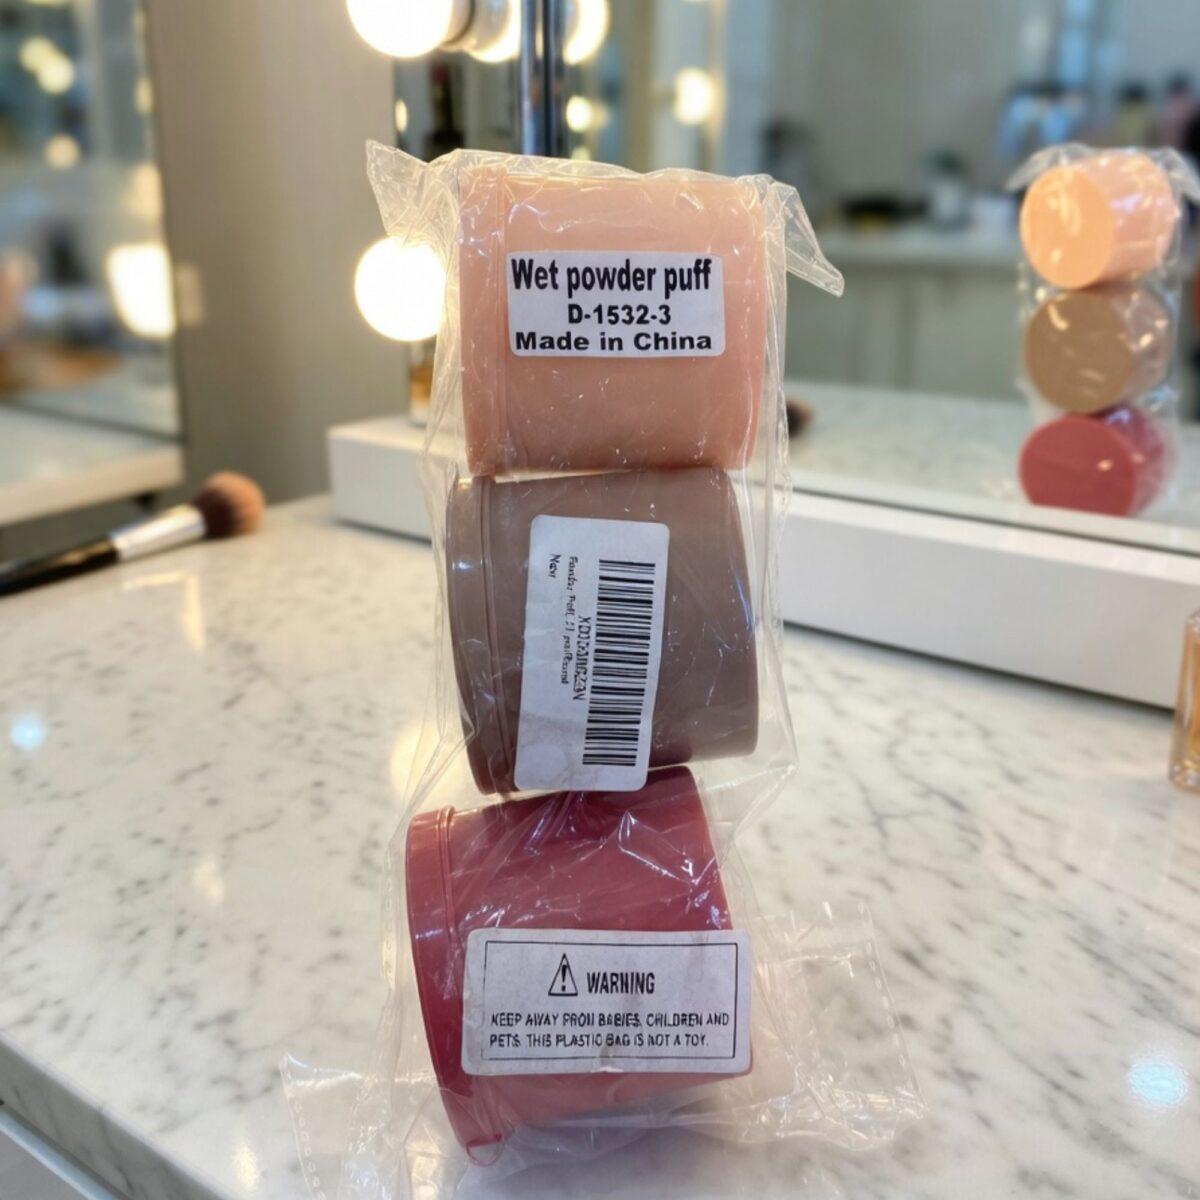 Wet powder puff
D-1532-3
Made in China
New
WARNING
KEEP AWAY FROM BABIES, CHILDREN AND
PETS. THIS PLASTIC BAG IS NOT A TOY.